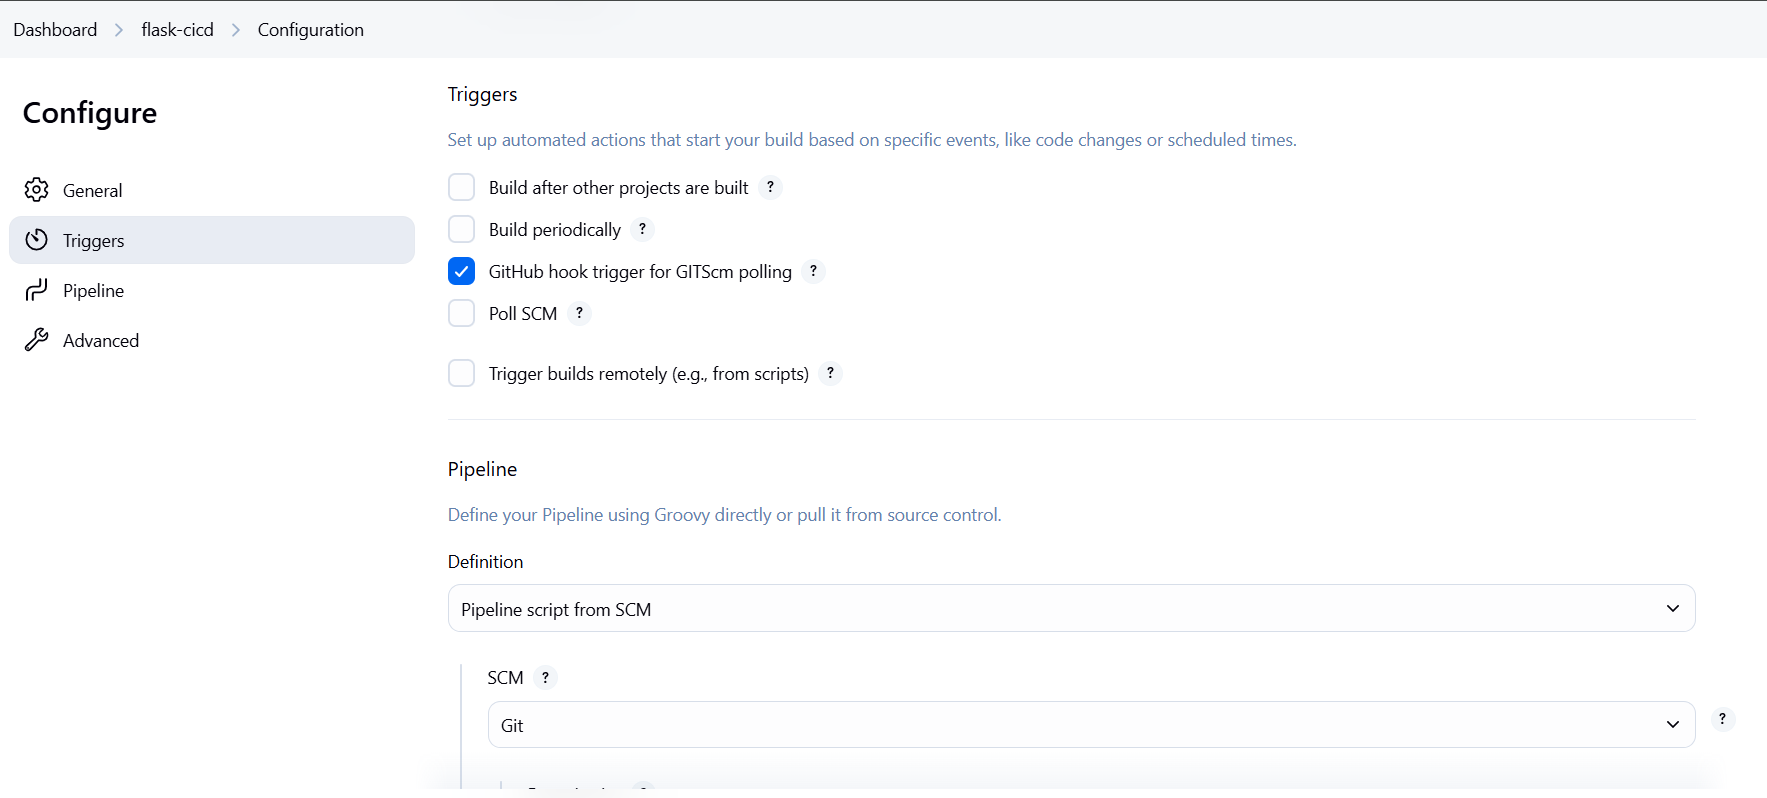 Dashboard > flask-cicd > Configuration
Configure
General
Triggers
Pipeline
Advanced
Triggers
Set up automated actions that start your build based on specific events, like code changes or scheduled times.
Build after other projects are built ?
Build periodically ?
GitHub hook trigger for GITScm polling ?
Poll SCM ?
Trigger builds remotely (e.g., from scripts) ?
Pipeline
Define your Pipeline using Groovy directly or pull it from source control.
Definition
Pipeline script from SCM
SCM ?
Git
?